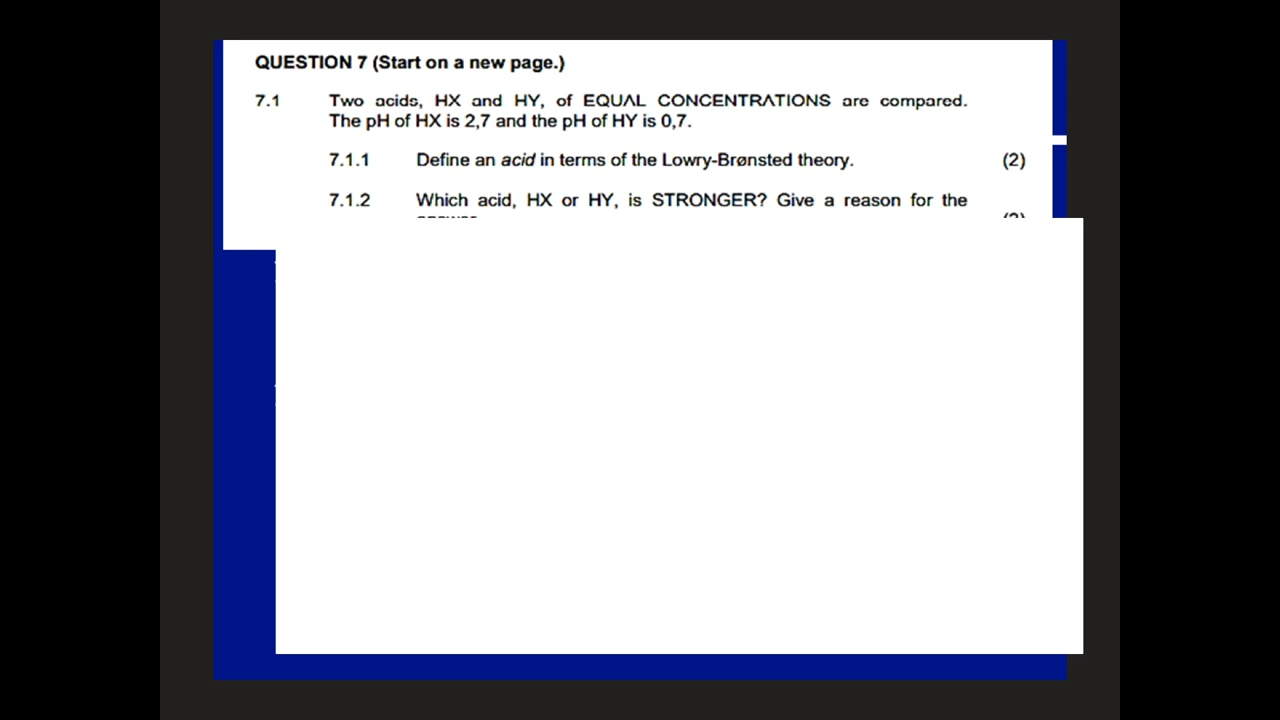 QUESTION 7 (Start on a new page.)
7.1 Two acids, HX and HY, of EQUAL CONCENTRATIONS are compared.
The pH of HX is 2,7 and the pH of HY is 0,7.
7.1.1 Define an acid in terms of the Lowry-Brønsted theory. (2)
7.1.2 Which acid, HX or HY, is STRONGER? Give a reason for the